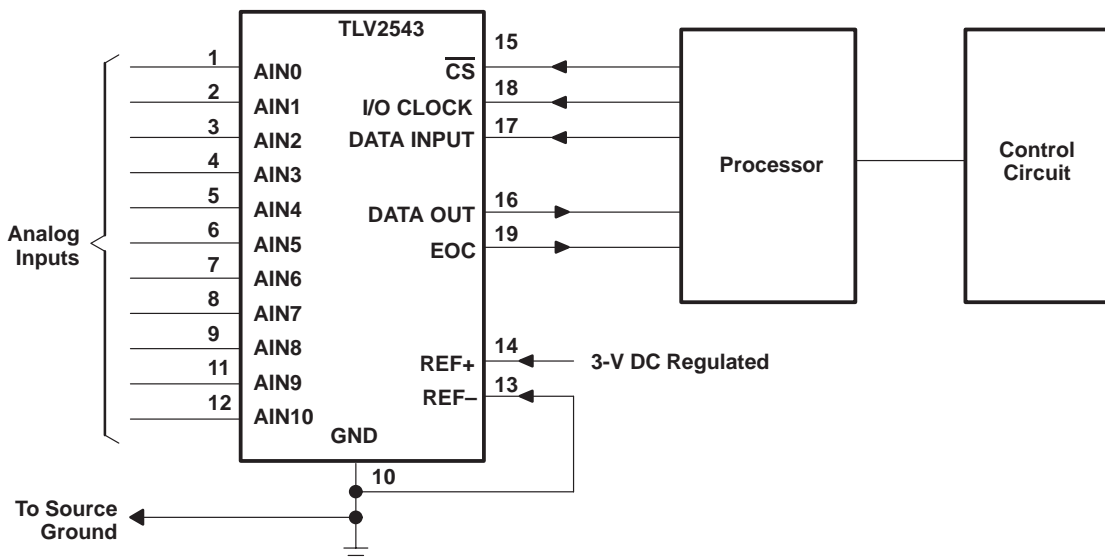 TLV2543
Analog
Inputs
1
AIN0
2
AIN1
3
AIN2
4
AIN3
5
AIN4
6
AIN5
7
AIN6
8
AIN7
9
AIN8
11
AIN9
12
AIN10
15
CS
18
I/O CLOCK
17
DATA INPUT
16
DATA OUT
19
EOC
14
REF+
3-V DC Regulated
13
REF–
GND
10
To Source
Ground
Processor
Control
Circuit